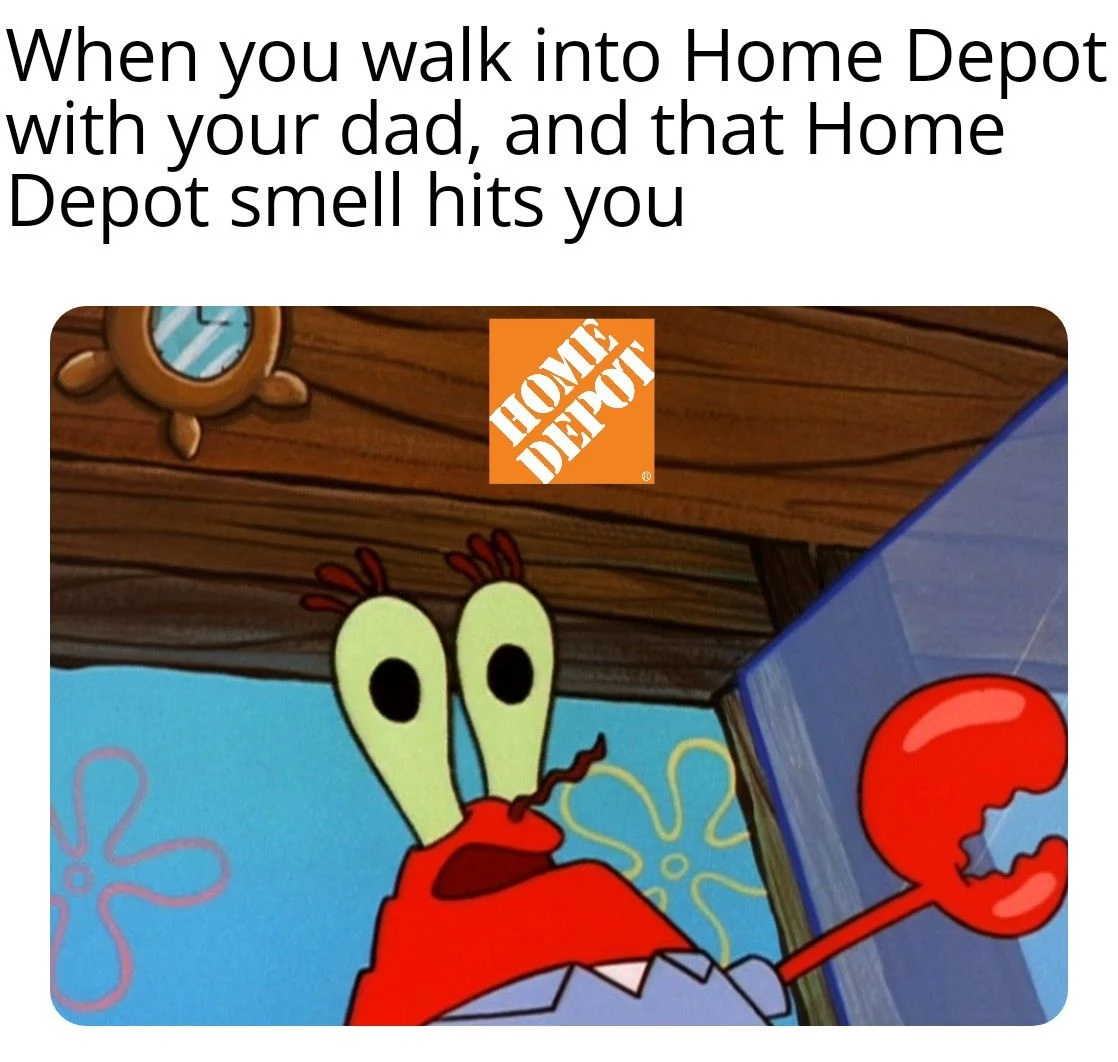 When you walk into Home Depot
with your dad, and that Home
Depot smell hits you
HOME
DEPOT
®